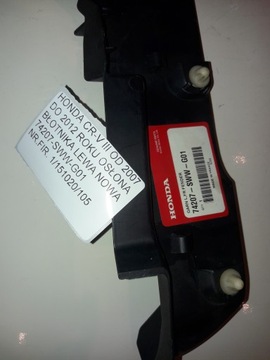 HONDA CR-V III OD 2007
DO 2012 ROKU OSŁONA
BŁOTNIKA LEWA NOWA
74207-SWW-G01
NR.FIR. 1/151020/105
HONDA
74207-SWW-G01